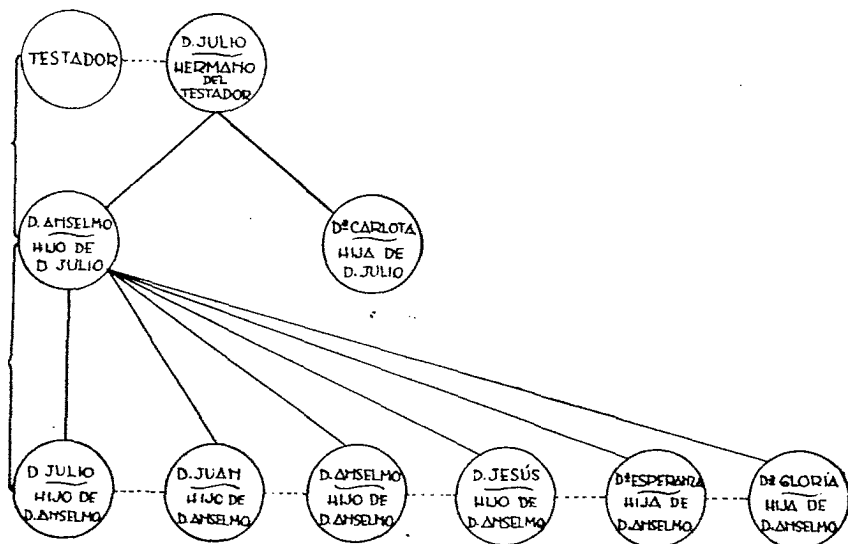 TESTADOR
D. JULIO
HERMANO
DEL
TESTADOR
D. ANSELMO
HIJO DE
D JULIO
Dª CARLOTA
HIJA DE
D. JULIO
D JULIO
HIJO DE
D. ANSELMO
D. JUAN
HIJO DE
D. ANSELMO
D. ANSELMO
HIJO DE
D. ANSELMO
D. JESÚS
HIJO DE
D. ANSELMO
Dª ESPERANZA
HIJA DE
D. ANSELMO
Dª GLORÍA
HIJA DE
D. ANSELMO